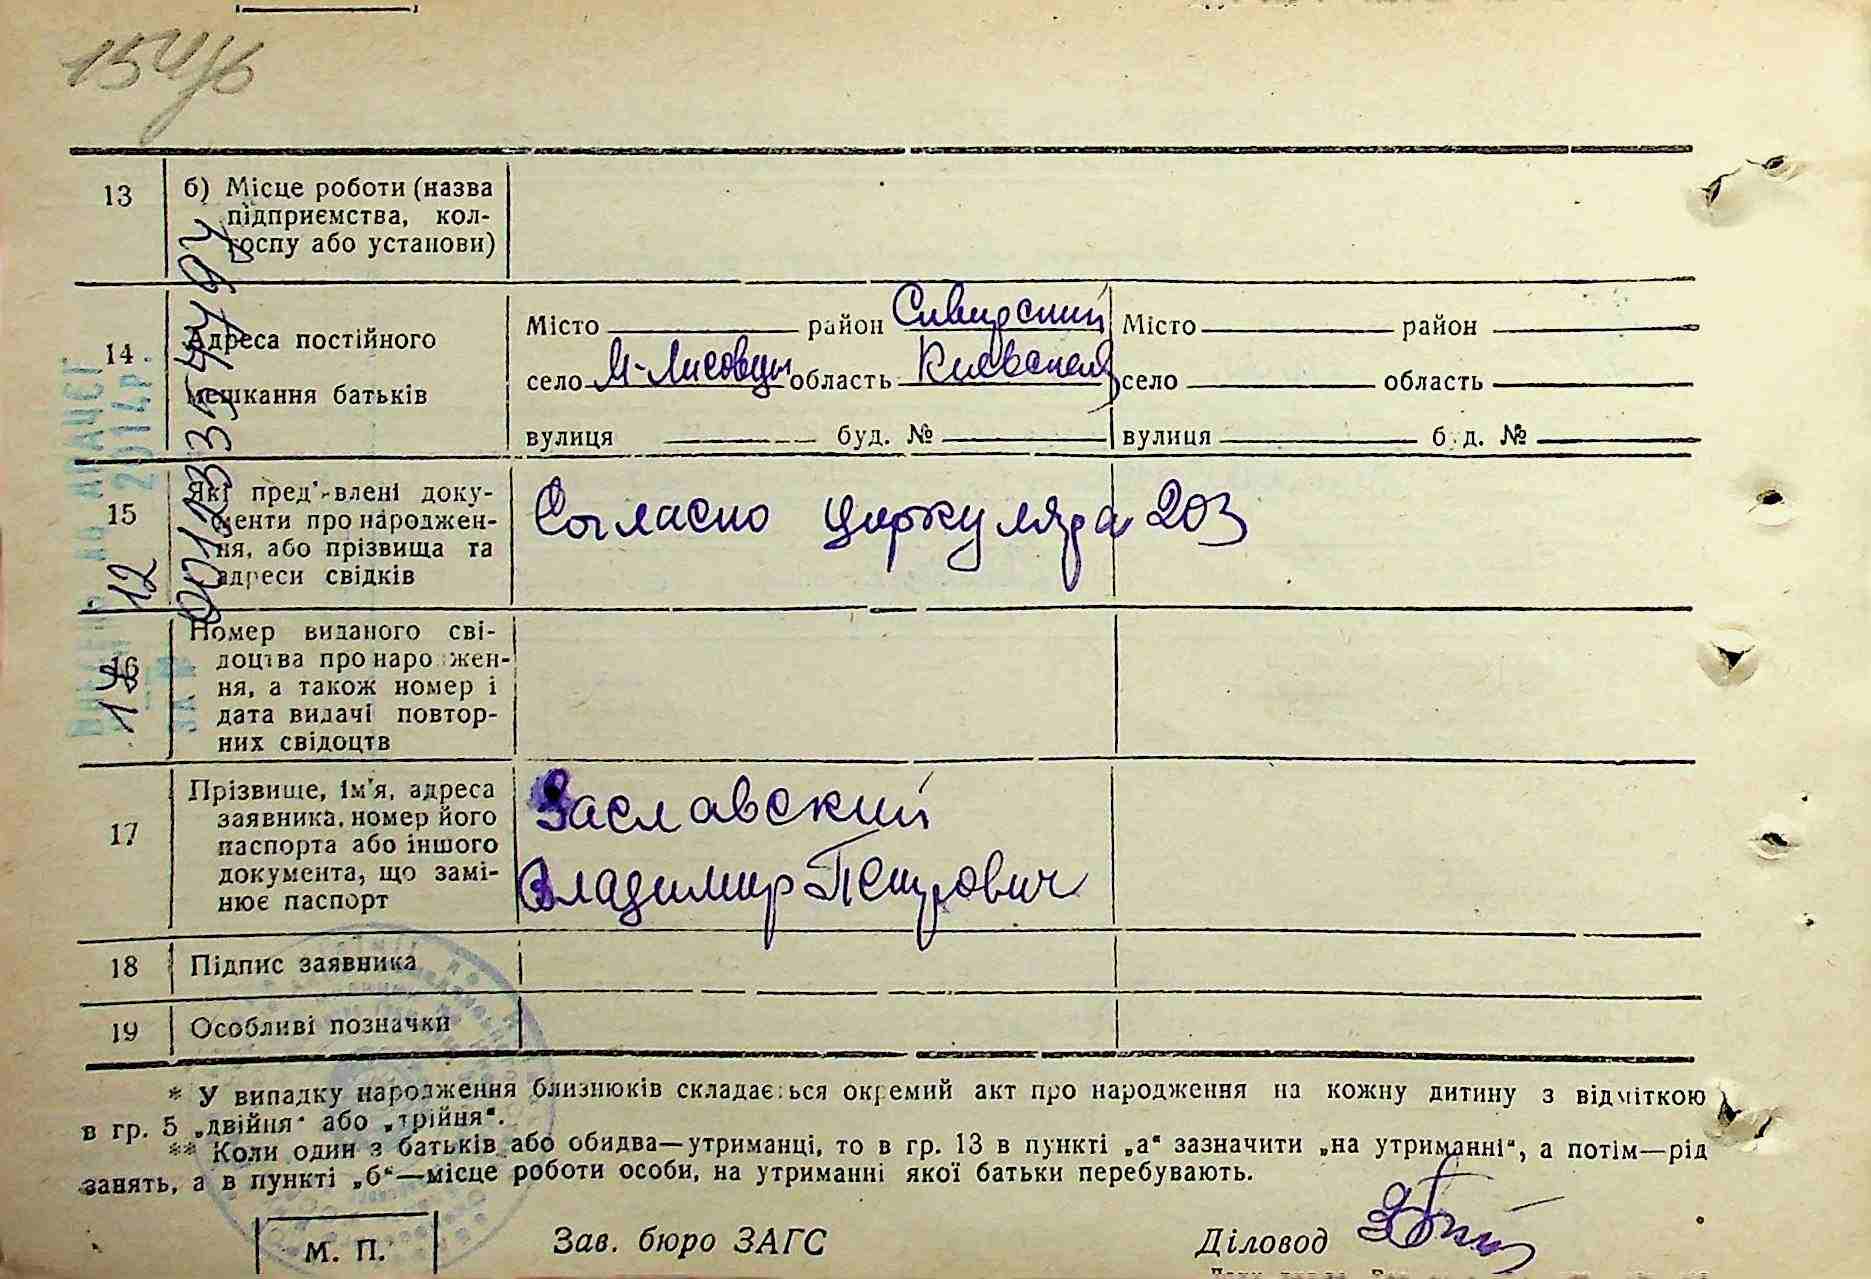 154/б
13 б) Місце роботи (назва
підприємства, кол-
госпу або установи)
14 Адреса постійного
мешкання батьків
Місто район Сквирский Місто район
село М-Лисовцы область Киевская село область
вулиця буд. № вулиця буд. №
15 Які пред'явлені доку-
менти про народжен-
ня, або прізвища та
адреси свідків
Согласно циркуляра 203
16 Номер виданого сві-
доцтва про народжен-
ня, а також номер і
дата видачі повтор-
них свідоцтв
17 Прізвище, ім'я, адреса
заявника, номер його
паспорта або іншого
документа, що замі-
нює паспорт
Заславский
Владимир Петрович
18 Підпис заявника
19 Особливі позначки
* У випадку народження близнюків складається окремий акт про народження на кожну дитину з відміткою
в гр. 5 „двійня" або „трійня".
** Коли один з батьків або обидва—утриманці, то в гр. 13 в пункті „а" зазначити „на утриманні", а потім—рід
занять, а в пункті „б"—місце роботи особи, на утриманні якої батьки перебувають.
М. П. Зав. бюро ЗАГС Діловод
2014р.
12
00123354494